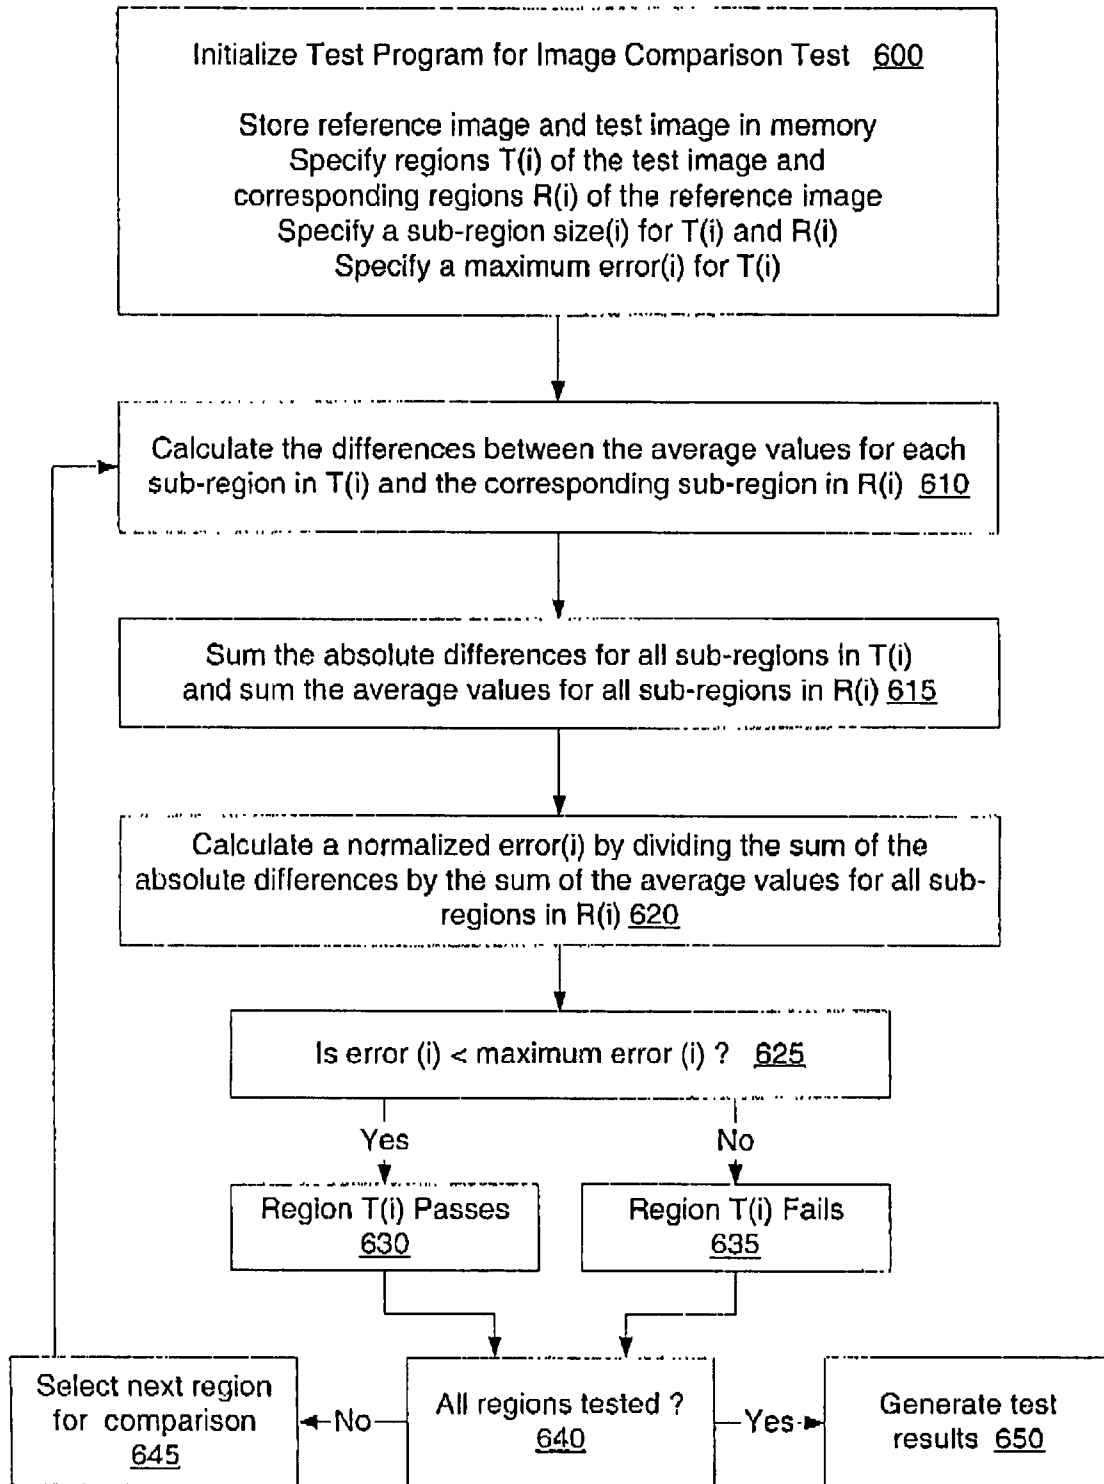 Initialize Test Program for Image Comparison Test 600
Store reference image and test image in memory
Specify regions T(i) of the test image and
corresponding regions R(i) of the reference image
Specify a sub-region size(i) for T(i) and R(i)
Specify a maximum error(i) for T(i)
Calculate the differences between the average values for each
sub-region in T(i) and the corresponding sub-region in R(i) 610
Sum the absolute differences for all sub-regions in T(i)
and sum the average values for all sub-regions in R(i) 615
Calculate a normalized error(i) by dividing the sum of the
absolute differences by the sum of the average values for all sub-
regions in R(i) 620
Is error (i) < maximum error (i) ? 625
Yes
No
Region T(i) Passes
630
Region T(i) Fails
635
Select next region
for comparison
645
No
All regions tested ?
640
Yes
Generate test
results 650